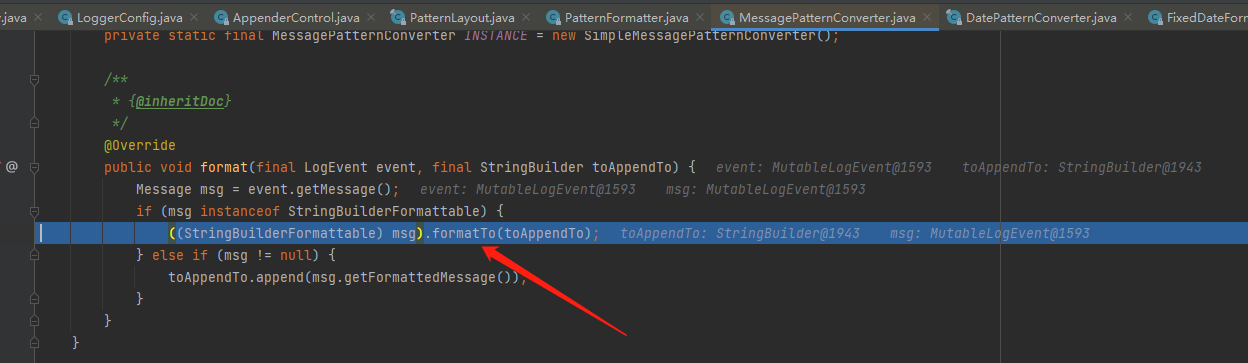 y.java LoggerConfig.java AppenderControl.java PatternLayout.java PatternFormatter.java MessagePatternConverter.java DatePatternConverter.java FixedDateForm
private static final MessagePatternConverter INSTANCE = new SimpleMessagePatternConverter();
/**
* {@inheritDoc}
*/
@Override
public void format(final LogEvent event, final StringBuilder toAppendTo) { event: MutableLogEvent@1593 toAppendTo: StringBuilder@1943
Message msg = event.getMessage(); event: MutableLogEvent@1593 msg: MutableLogEvent@1593
if (msg instanceof StringBuilderFormattable) {
((StringBuilderFormattable) msg).formatTo(toAppendTo); toAppendTo: StringBuilder@1943 msg: MutableLogEvent@1593
} else if (msg != null) {
toAppendTo.append(msg.getFormattedMessage());
}
}
}